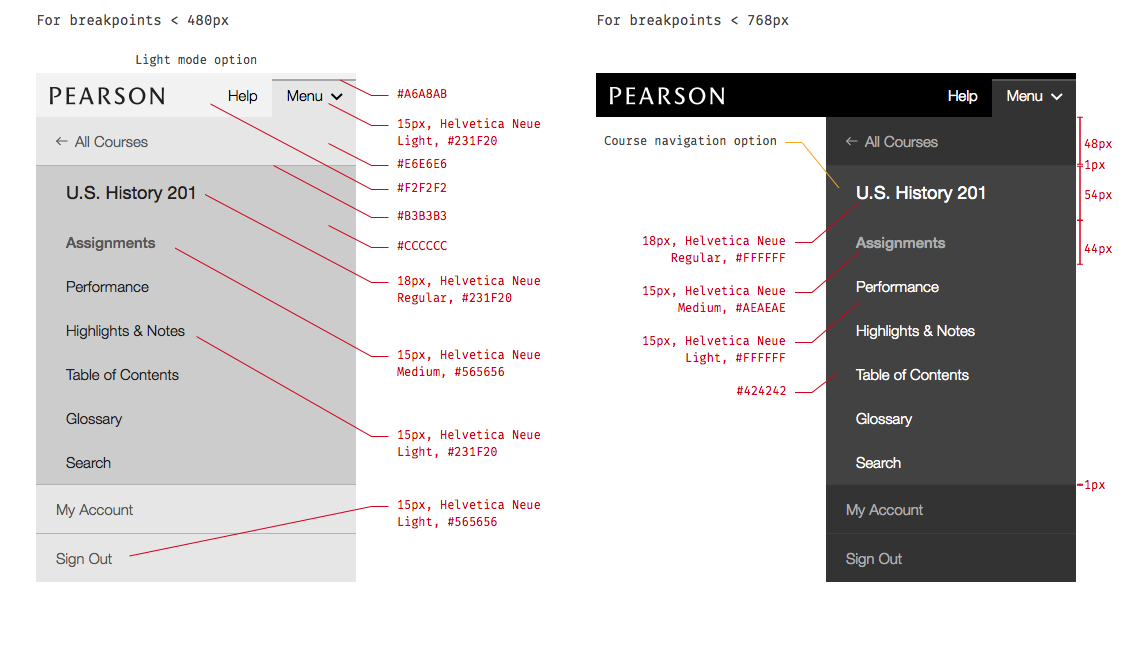 For breakpoints < 480px
Light mode option
PEARSON
Help
Menu
← All Courses
U.S. History 201
Assignments
Performance
Highlights & Notes
Table of Contents
Glossary
Search
My Account
Sign Out
#A6A8AB
15px, Helvetica Neue
Light, #231F20
#E6E6E6
#F2F2F2
#B3B3B3
#CCCCCC
18px, Helvetica Neue
Regular, #231F20
15px, Helvetica Neue
Medium, #565656
15px, Helvetica Neue
Light, #231F20
15px, Helvetica Neue
Light, #565656
For breakpoints < 768px
PEARSON
Help
Menu
Course navigation option
← All Courses
U.S. History 201
Assignments
Performance
Highlights & Notes
Table of Contents
Glossary
Search
My Account
Sign Out
18px, Helvetica Neue
Regular, #FFFFFF
15px, Helvetica Neue
Medium, #AEAEAE
15px, Helvetica Neue
Light, #FFFFFF
#424242
48px
1px
54px
44px
1px